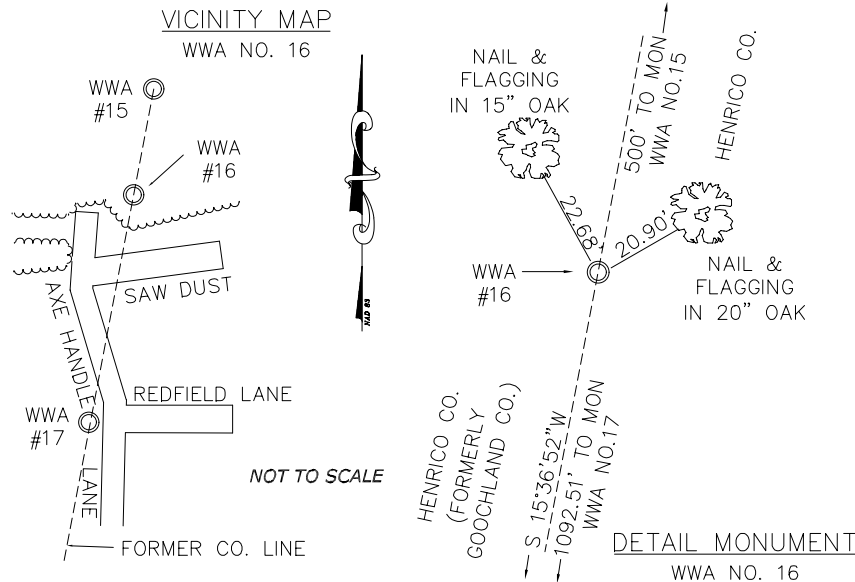 VICINITY MAP
WWA NO. 16
WWA
#15
WWA
#16
SAW DUST
AXE HANDLE
LANE
REDFIELD LANE
WWA
#17
NOT TO SCALE
FORMER CO. LINE
NAD 83
NAIL &
FLAGGING
IN 15" OAK
500' TO MON
WWA NO.15
HENRICO CO.
22.68'
20.90'
WWA
#16
NAIL &
FLAGGING
IN 20" OAK
HENRICO CO.
(FORMERLY
GOOCHLAND CO.)
S 15°36'52"W
1092.51' TO MON
WWA NO.17
DETAIL MONUMENT
WWA NO. 16